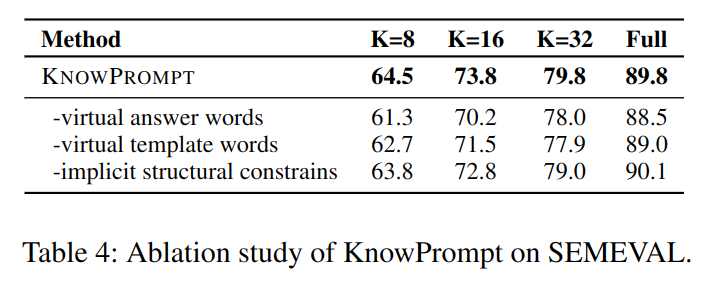 Method K=8 K=16 K=32 Full
KNOWPROMPT 64.5 73.8 79.8 89.8
-virtual answer words 61.3 70.2 78.0 88.5
-virtual template words 62.7 71.5 77.9 89.0
-implicit structural constrains 63.8 72.8 79.0 90.1
Table 4: Ablation study of KnowPrompt on SEMEVAL.